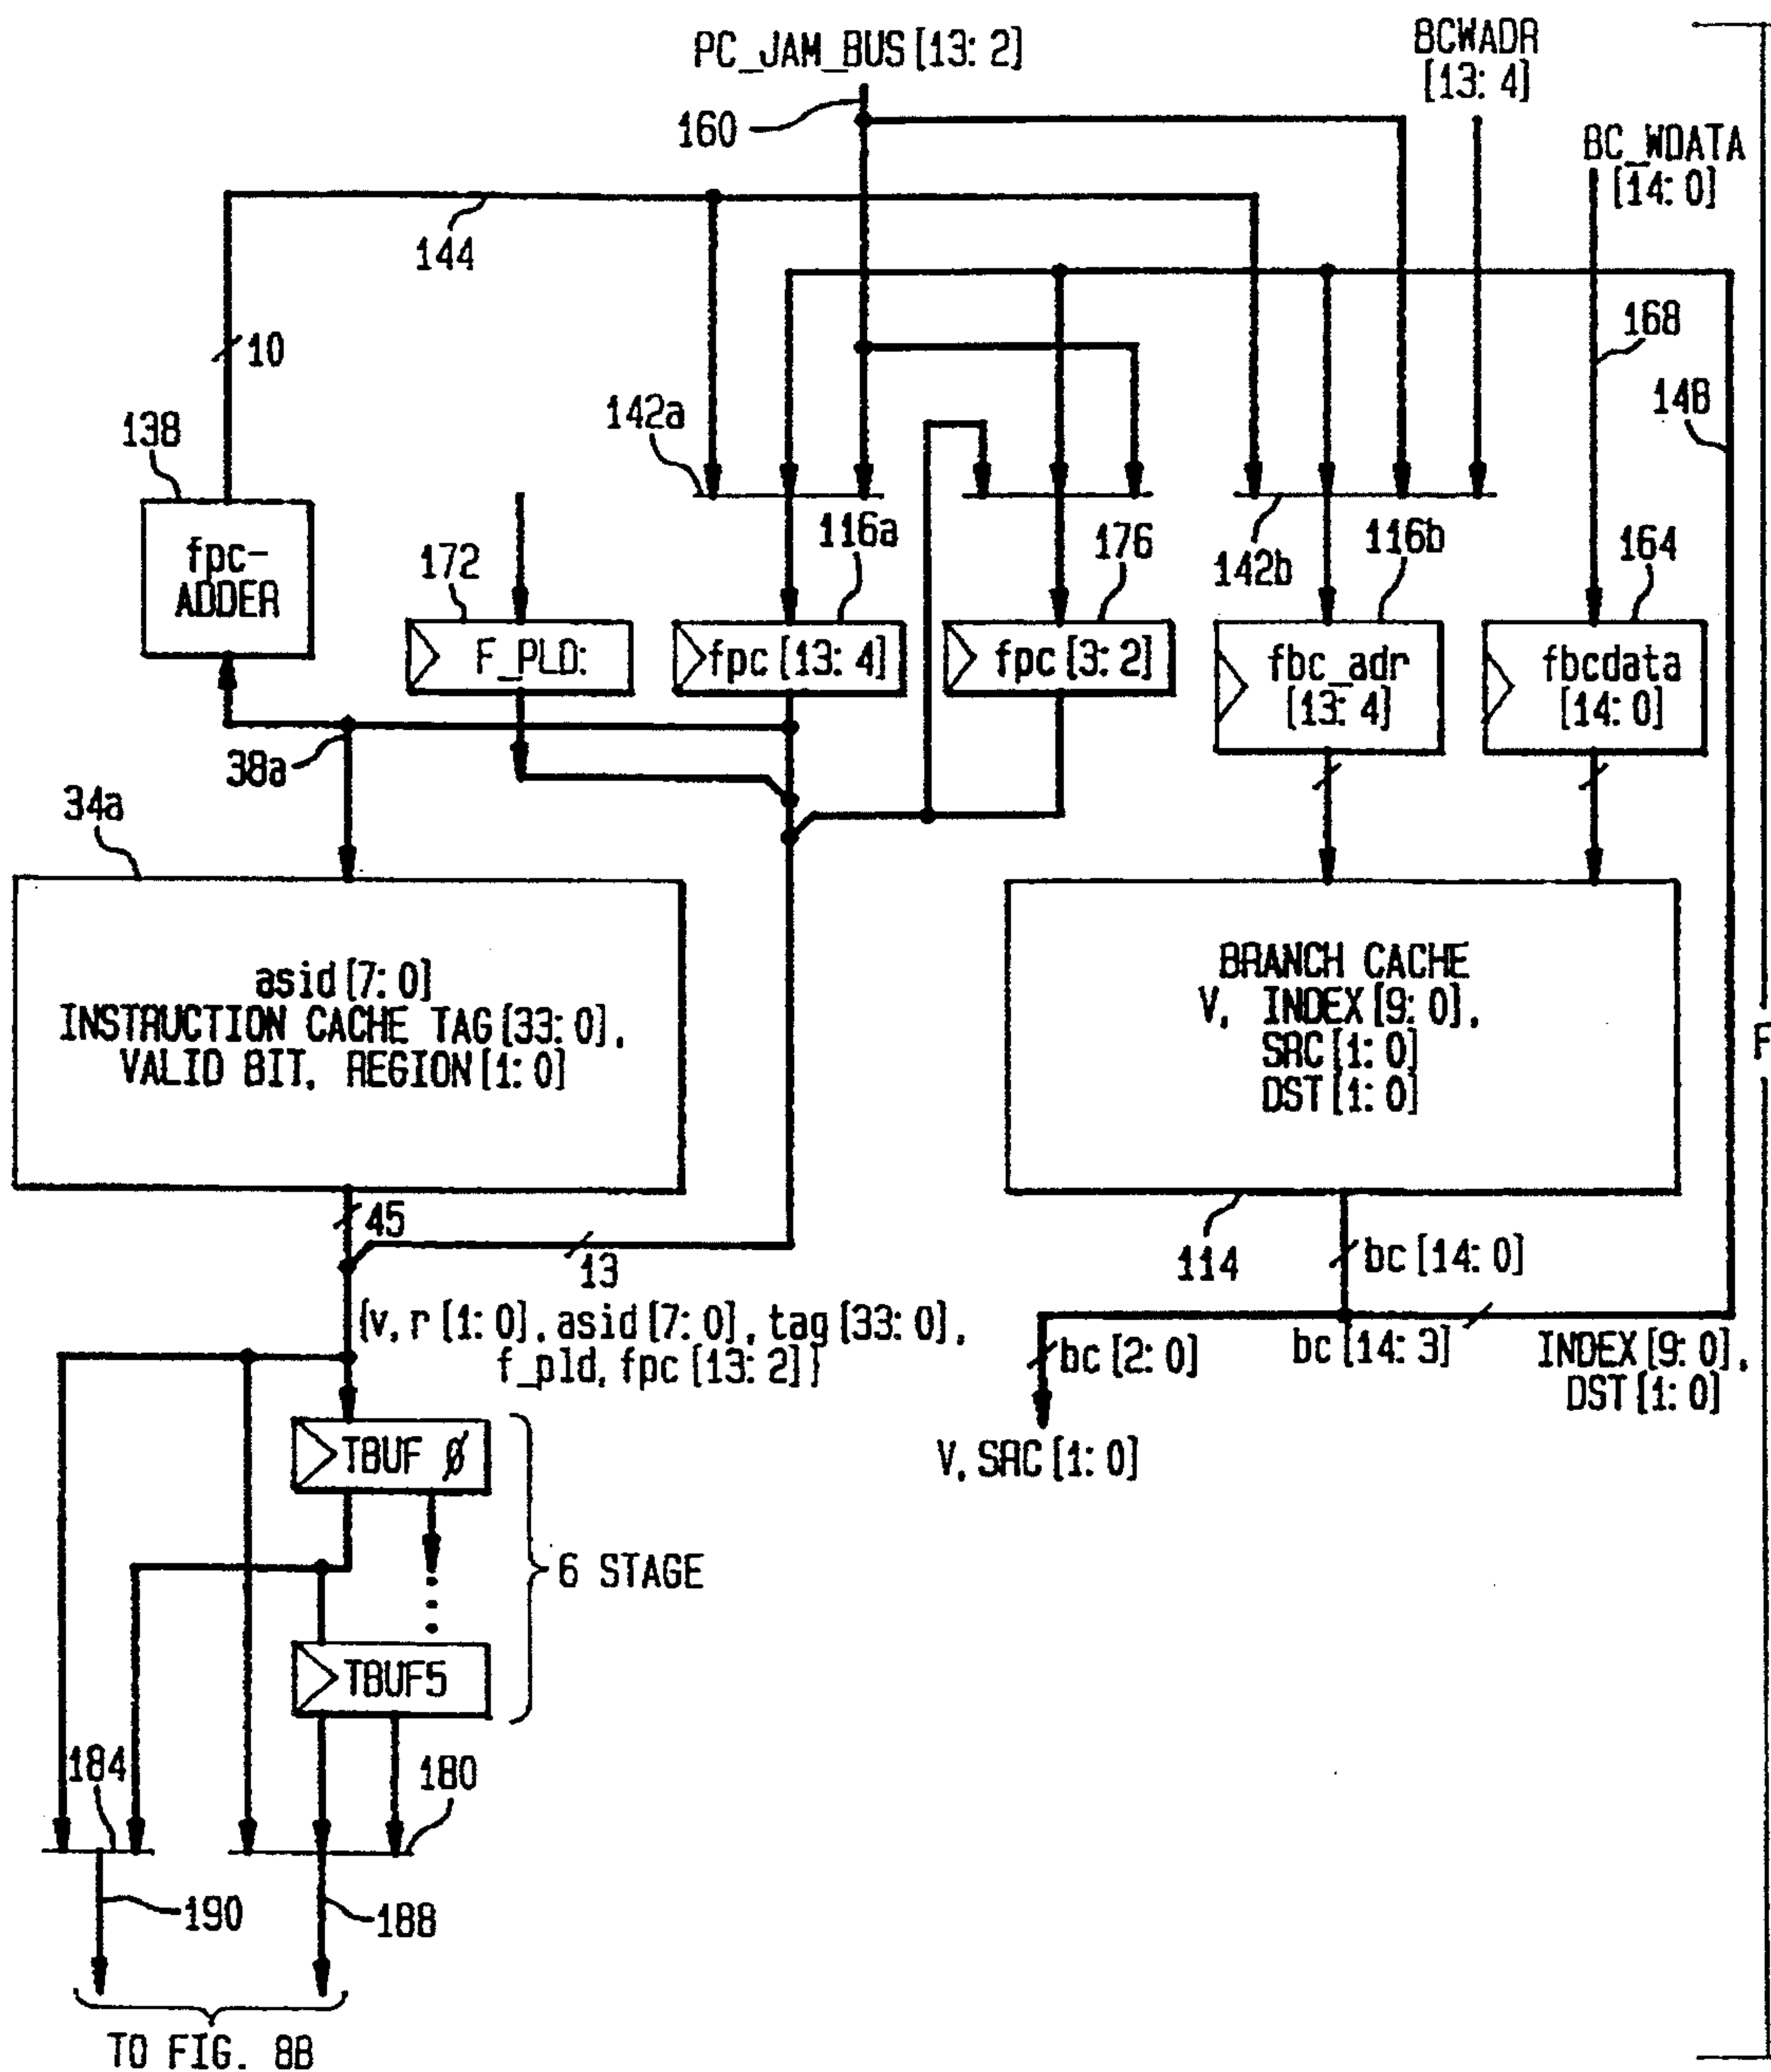 PC_JAM_BUS [13: 2]
BCWADR
[13: 4]
160
BC_WDATA
[14: 0]
144
10
168
148
138
142a
fpc-
ADDER
172
116a
176
142b
116b
164
F_PLD:
fpc [13: 4]
fpc [3: 2]
fbc_adr
[13: 4]
fbcdata
[14: 0]
38a
34a
asid [7: 0]
INSTRUCTION CACHE TAG [33: 0],
VALID BIT, REGION [1: 0]
BRANCH CACHE
V, INDEX [9: 0],
SRC [1: 0]
DST [1: 0]
F
45
13
114
bc [14: 0]
{v, r [1: 0], asid [7: 0], tag [33: 0],
f_pld, fpc [13: 2]}
bc [2: 0]
bc [14: 3]
INDEX [9: 0],
DST [1: 0]
V, SRC [1: 0]
TBUF Ø
6 STAGE
TBUF5
184
180
190
188
TO FIG. 8B